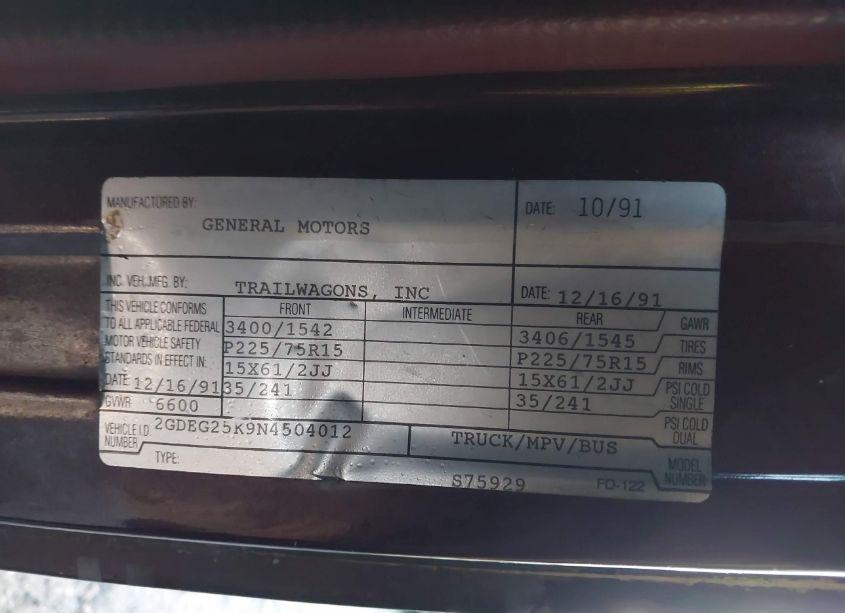 MANUFACTURED BY:
GENERAL MOTORS
DATE: 10/91
INC. VEH. MFG. BY: TRAILWAGONS, INC
DATE: 12/16/91
THIS VEHICLE CONFORMS
TO ALL APPLICABLE FEDERAL
MOTOR VEHICLE SAFETY
STANDARDS IN EFFECT IN:
DATE: 12/16/91
GVWR: 6600
FRONT INTERMEDIATE REAR
3400/1542 3406/1545 GAWR
P225/75R15 P225/75R15 TIRES
15X61/2JJ 15X61/2JJ RIMS
35/241 35/241 PSI COLD SINGLE
PSI COLD DUAL
VEHICLE I.D. NUMBER 2GDEG25K9N4504012
TRUCK/MPV/BUS
TYPE:
S75929
FD-122
MODEL NUMBER